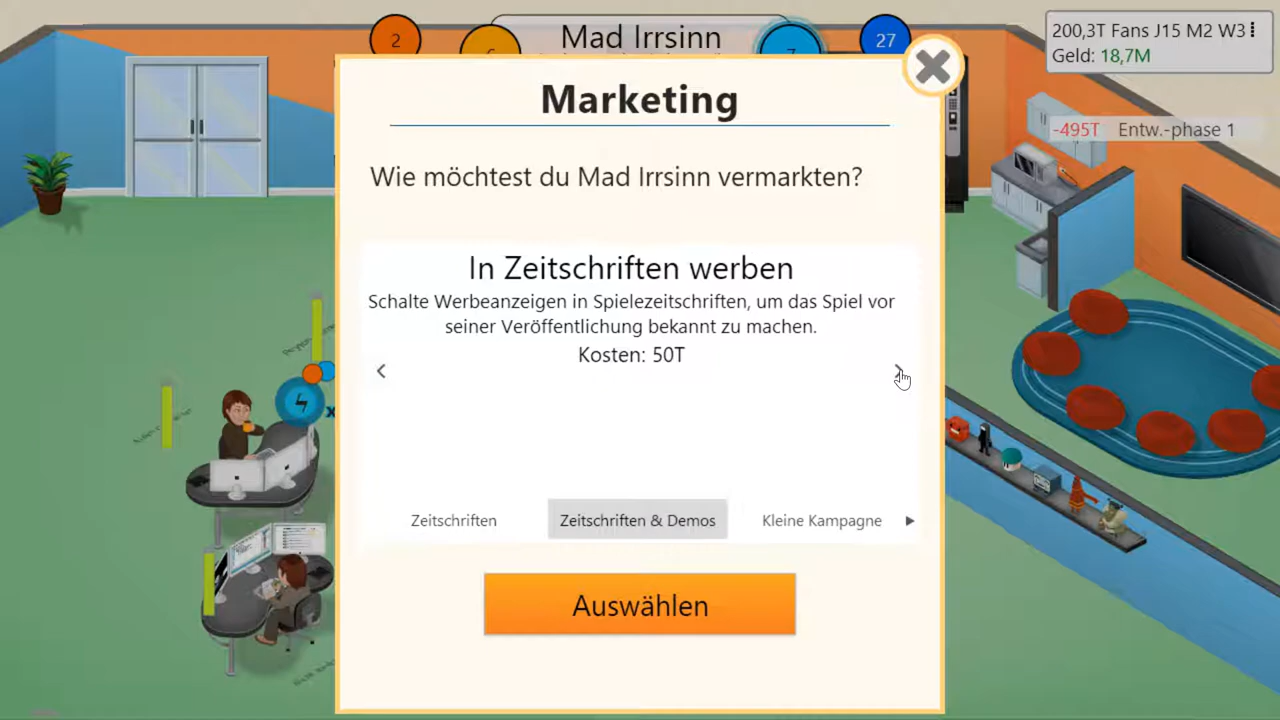 2
Mad Irrsinn
7
27
200,3T Fans J15 M2 W3
Geld: 18,7M
-495T Entw.-phase 1
Marketing
Wie möchtest du Mad Irrsinn vermarkten?
In Zeitschriften werben
Schalte Werbeanzeigen in Spielezeitschriften, um das Spiel vor
seiner Veröffentlichung bekannt zu machen.
Kosten: 50T
Zeitschriften
Zeitschriften & Demos
Kleine Kampagne
Auswählen